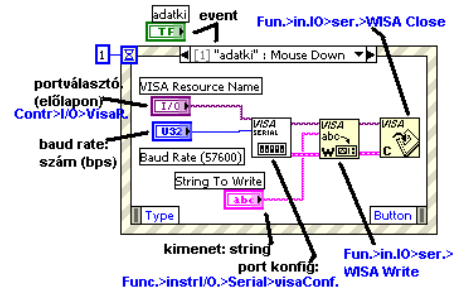 adatki
event
Fun.>in.IO>ser.>WISA Close
TF
1
[1] "adatki" : Mouse Down
portválasztó.
(előlapon)
Contr>I/O>VisaR.
VISA Resource Name
I/O
baud rate:
szám (bps)
U32
VISA
SERIAL
VISA
abc
W
VISA
C
Baud Rate (57600)
String To Write
abc
Type
Button
kimenet: string
port konfig:
Func.>instrI/O.>Serial>visaConf.
Fun.>in.IO>ser.>
WISA Write